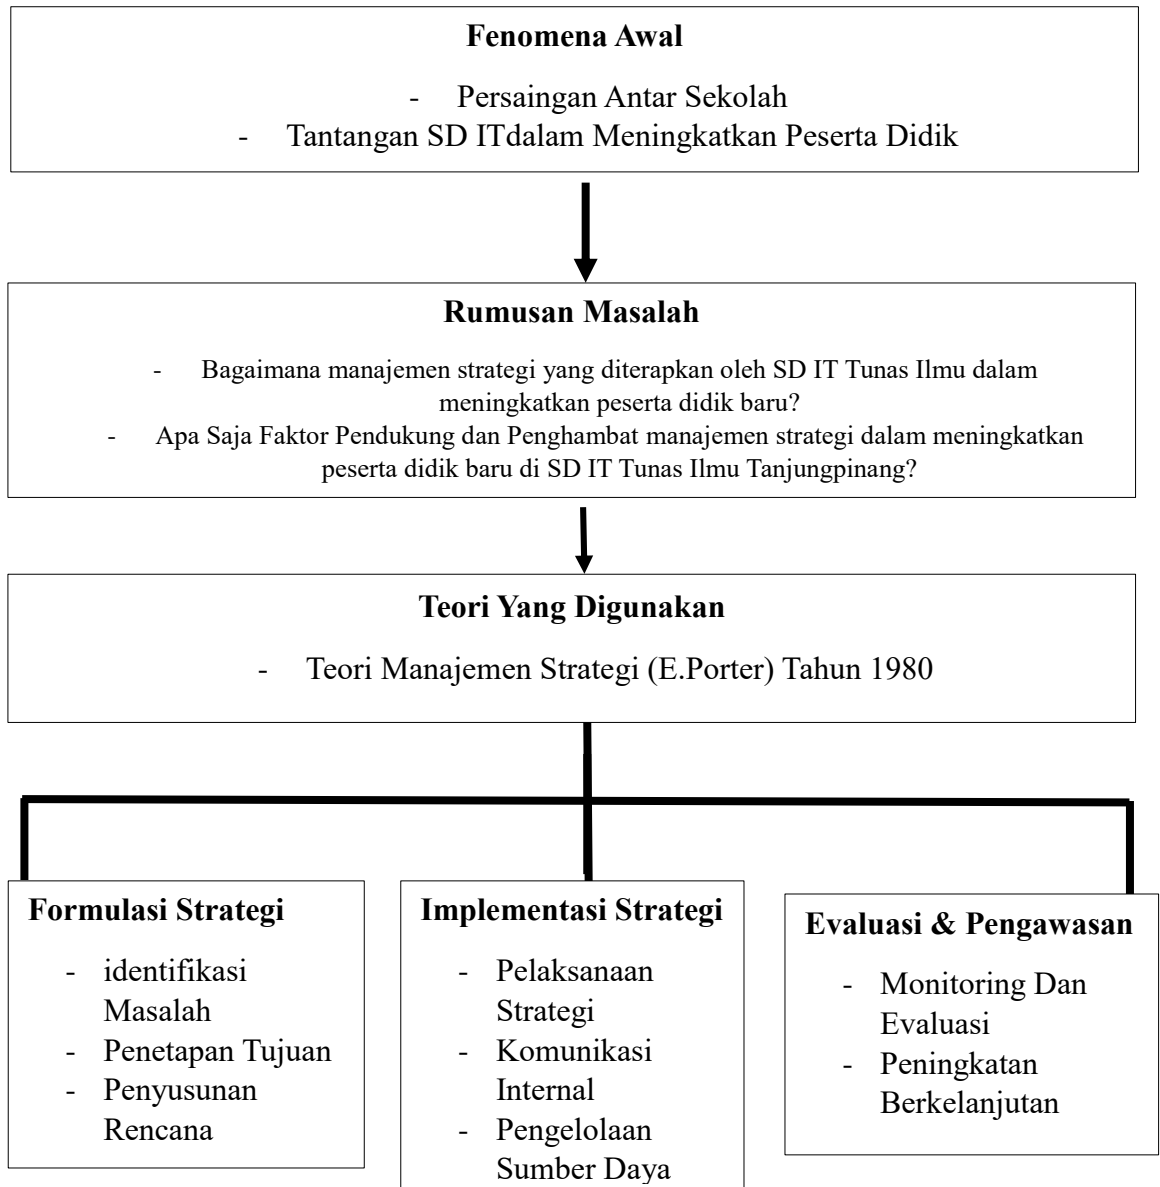 Fenomena Awal
- Persaingan Antar Sekolah
- Tantangan SD ITdalam Meningkatkan Peserta Didik
Rumusan Masalah
- Bagaimana manajemen strategi yang diterapkan oleh SD IT Tunas Ilmu dalam
meningkatkan peserta didik baru?
- Apa Saja Faktor Pendukung dan Penghambat manajemen strategi dalam meningkatkan
peserta didik baru di SD IT Tunas Ilmu Tanjungpinang?
Teori Yang Digunakan
- Teori Manajemen Strategi (E.Porter) Tahun 1980
Formulasi Strategi
- identifikasi
Masalah
- Penetapan Tujuan
- Penyusunan
Rencana
Implementasi Strategi
- Pelaksanaan
Strategi
- Komunikasi
Internal
- Pengelolaan
Sumber Daya
Evaluasi & Pengawasan
- Monitoring Dan
Evaluasi
- Peningkatan
Berkelanjutan